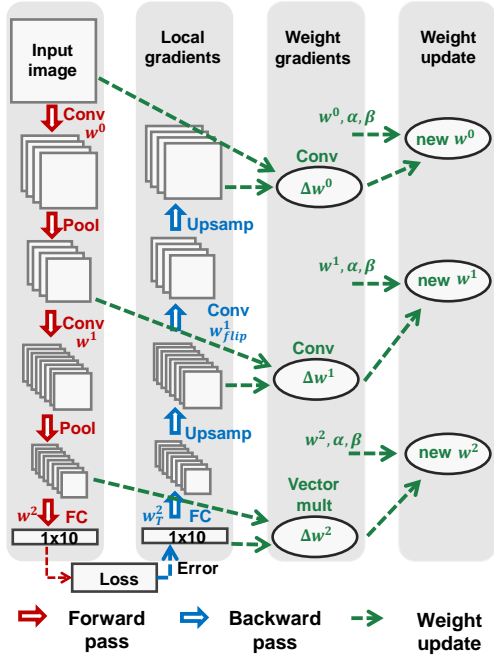 Input
image
Local
gradients
Weight
gradients
Weight
update
Conv
w⁰
w⁰, α, β
new w⁰
Conv
Δw⁰
Pool
Upsamp
w¹, α, β
new w¹
Conv
w¹
Conv
w¹_flip
Conv
Δw¹
Pool
Upsamp
w², α, β
new w²
Vector
mult
w² FC
w²_T FC
Δw²
1x10
1x10
Loss
Error
Forward
pass
Backward
pass
Weight
update